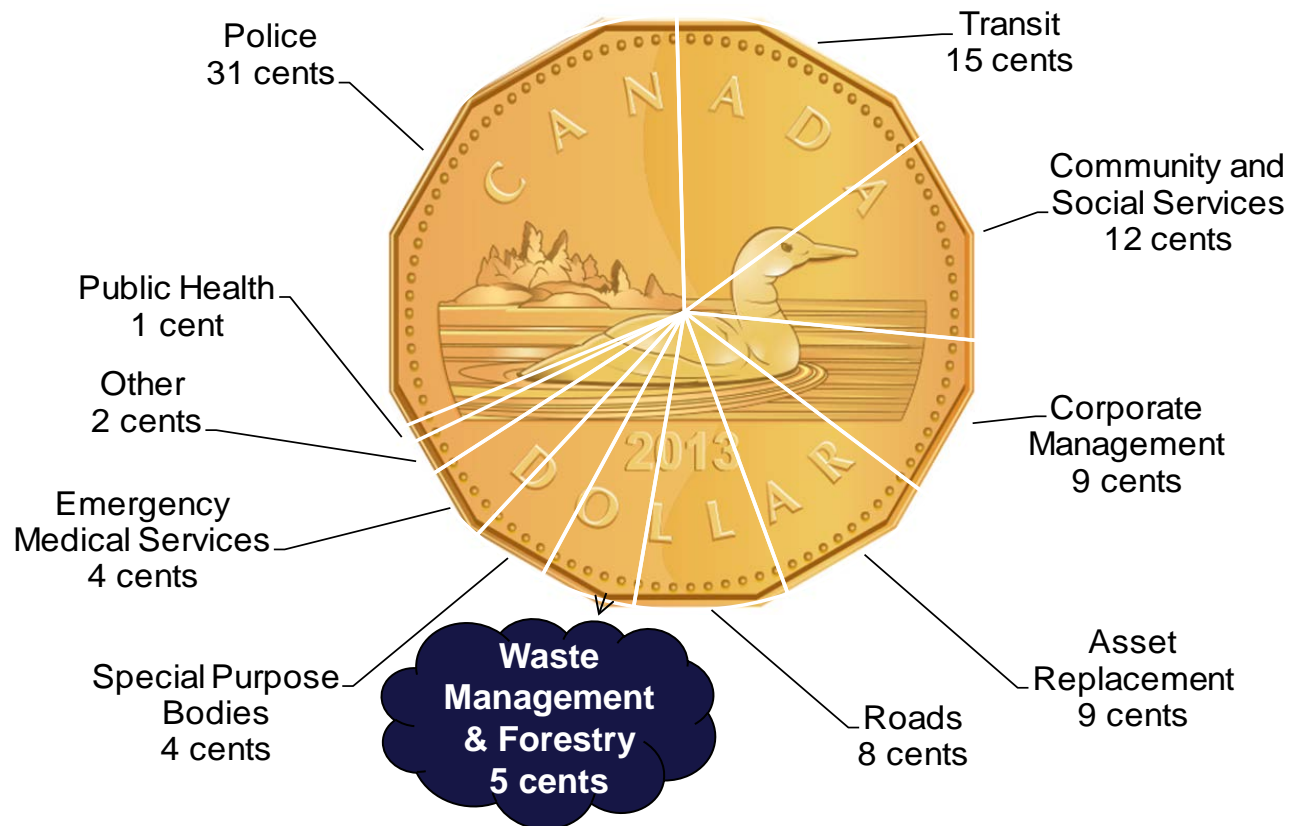 Police
31 cents
Transit
15 cents
Community and
Social Services
12 cents
Corporate
Management
9 cents
Asset
Replacement
9 cents
Roads
8 cents
Waste
Management
& Forestry
5 cents
Special Purpose
Bodies
4 cents
Emergency
Medical Services
4 cents
Other
2 cents
Public Health
1 cent
CANADA
2013
DOLLAR